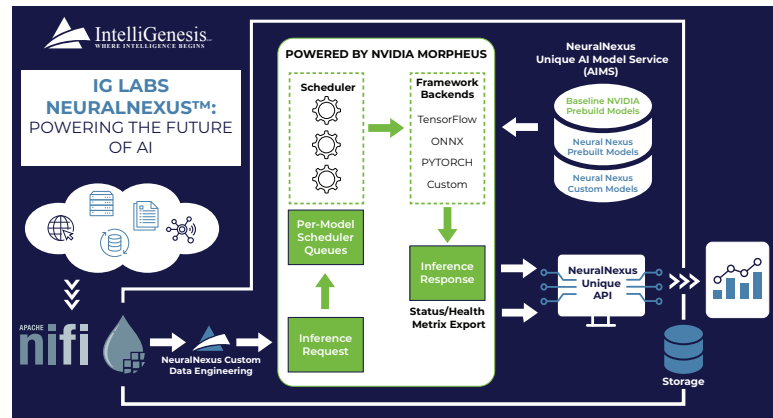 IntelliGenesis
WHERE INTELLIGENCE BEGINS
IG LABS
NEURALNEXUS™:
POWERING THE FUTURE
OF AI
POWERED BY NVIDIA MORPHEUS
Scheduler
Per-Model
Scheduler
Queues
Inference
Request
Framework
Backends
TensorFlow
ONNX
PYTORCH
Custom
Inference
Response
Status/Health
Metrix Export
NeuralNexus
Unique AI Model Service
(AIMS)
Baseline NVIDIA
Prebuild Models
Neural Nexus
Prebuilt Models
Neural Nexus
Custom Models
NeuralNexus
Unique
API
Storage
APACHE
nifi
NeuralNexus Custom
Data Engineering